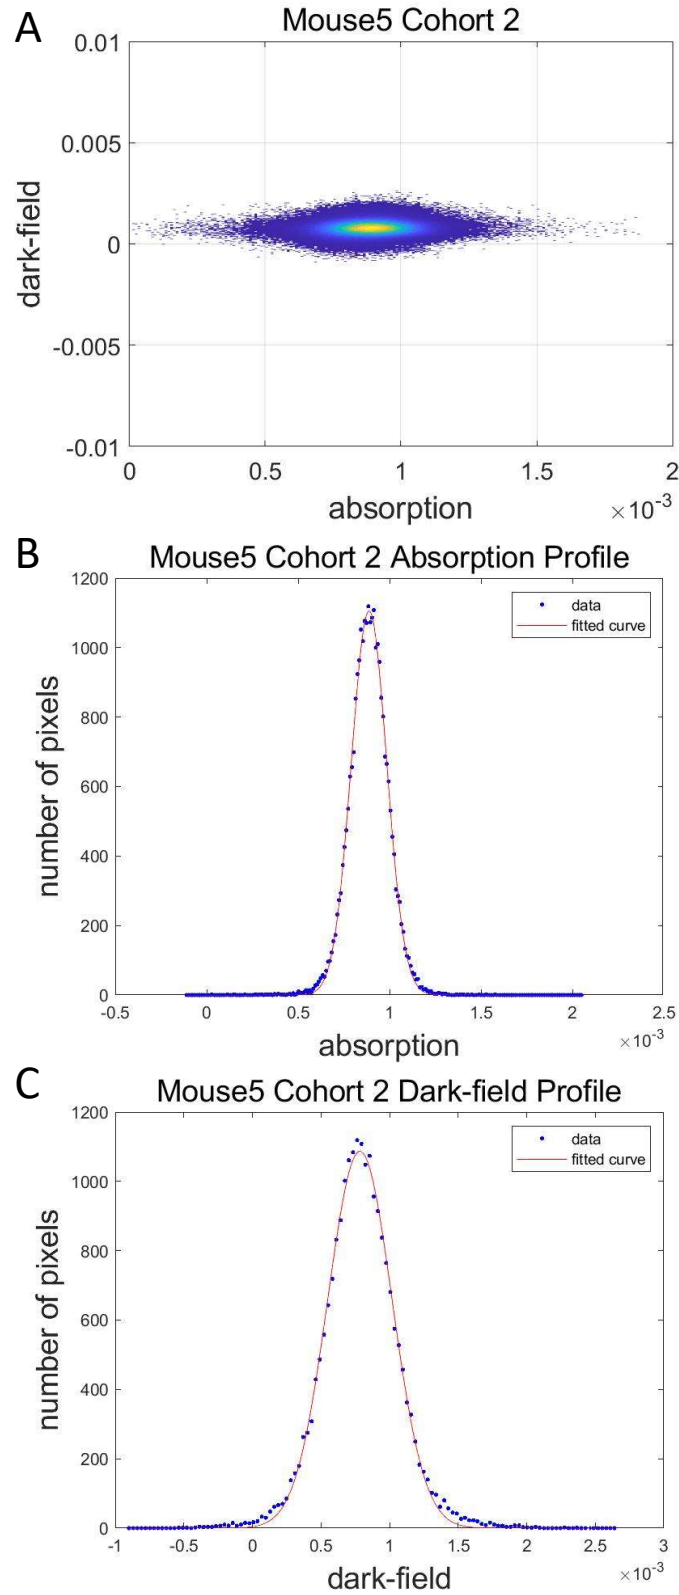 A
Mouse5 Cohort 2
0.01
0.005
0
-0.005
-0.01
dark-field
0 0.5 1 1.5 2
absorption ×10-3
B
Mouse5 Cohort 2 Absorption Profile
1200
1000
800
600
400
200
0
number of pixels
data
fitted curve
-0.5 0 0.5 1 1.5 2 2.5
absorption ×10-3
C
Mouse5 Cohort 2 Dark-field Profile
1200
1000
800
600
400
200
0
number of pixels
data
fitted curve
-1 -0.5 0 0.5 1 1.5 2 2.5 3
dark-field ×10-3